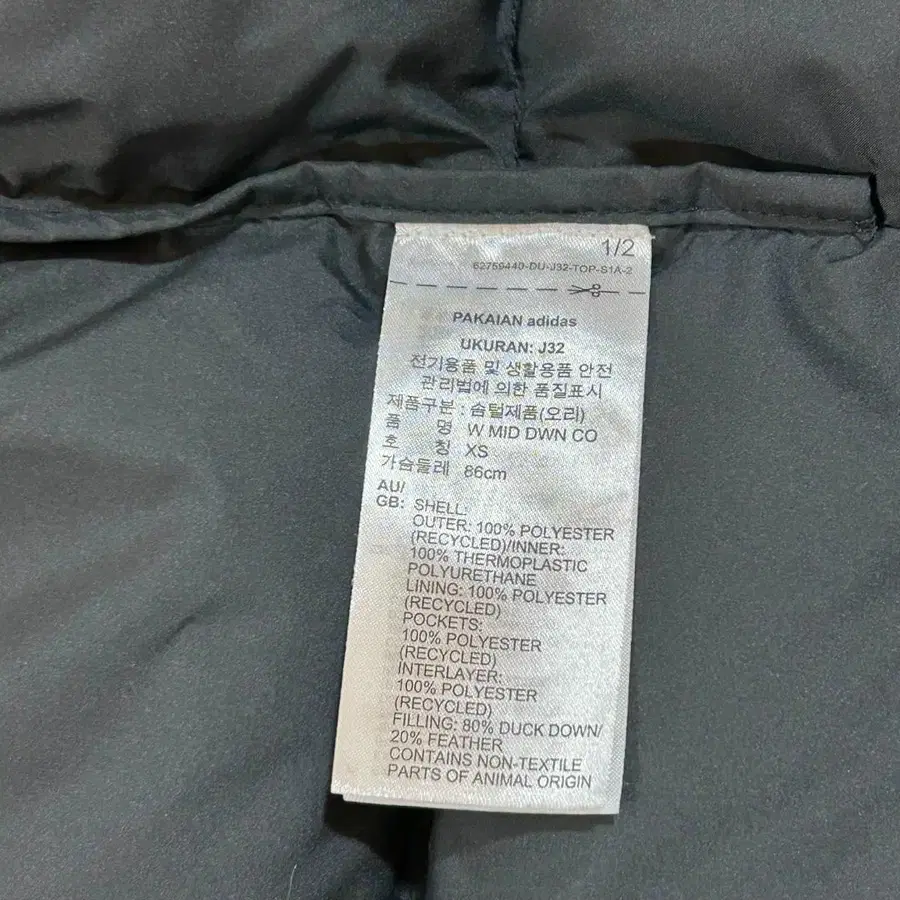 1/2
62759440-DU-J32-TOP-S1A-2
PAKAIAN adidas
UKURAN: J32
전기용품 및 생활용품 안전
관리법에 의한 품질표시
제품구분 : 솜털제품(오리)
품 명 W MID DWN CO
호 칭 XS
가슴둘레 86cm
AU/
GB: SHELL:
OUTER: 100% POLYESTER
(RECYCLED)/INNER:
100% THERMOPLASTIC
POLYURETHANE
LINING: 100% POLYESTER
(RECYCLED)
POCKETS:
100% POLYESTER
(RECYCLED)
INTERLAYER:
100% POLYESTER
(RECYCLED)
FILLING: 80% DUCK DOWN/
20% FEATHER
CONTAINS NON-TEXTILE
PARTS OF ANIMAL ORIGIN